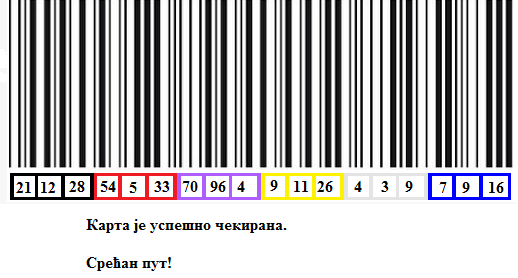 21 12 28 54 5 33 70 96 4 9 11 26 4 3 9 7 9 16
Карта је успешно чекирана.
Срећан пут!